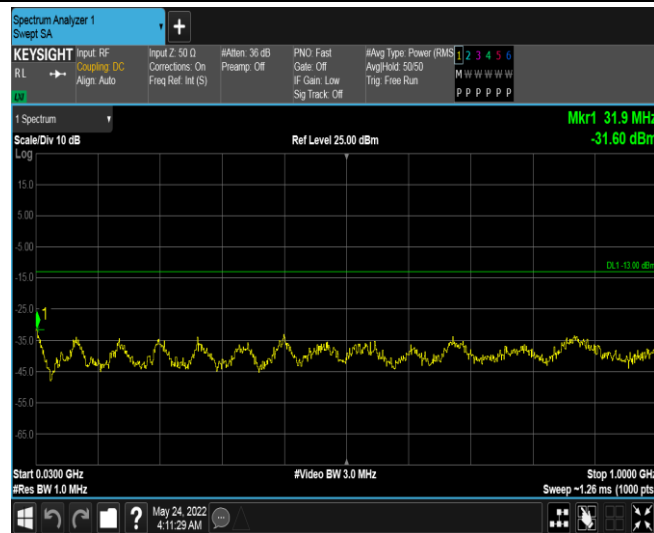 Spectrum Analyzer 1
Swept SA
+
KEYSIGHT
RL
Input: RF
Coupling: DC
Align: Auto
Input Z: 50 Ω
Corrections: On
Freq Ref: Int (S)
#Atten: 36 dB
Preamp: Off
PNO: Fast
Gate: Off
IF Gain: Low
Sig Track: Off
#Avg Type: Power (RMS
Avg|Hold: 50/50
Trig: Free Run
1 2 3 4 5 6
M W W W W W
P P P P P P
1 Spectrum
Scale/Div 10 dB
Ref Level 25.00 dBm
Mkr1 31.9 MHz
-31.60 dBm
Log
15.0
5.00
-5.00
-15.0
-25.0
-35.0
-45.0
-55.0
-65.0
DL1 -13.00 dBm
1
Start 0.0300 GHz
#Video BW 3.0 MHz
Stop 1.0000 GHz
#Res BW 1.0 MHz
Sweep ~1.26 ms (1000 pts
?
May 24, 2022
4:11:29 AM